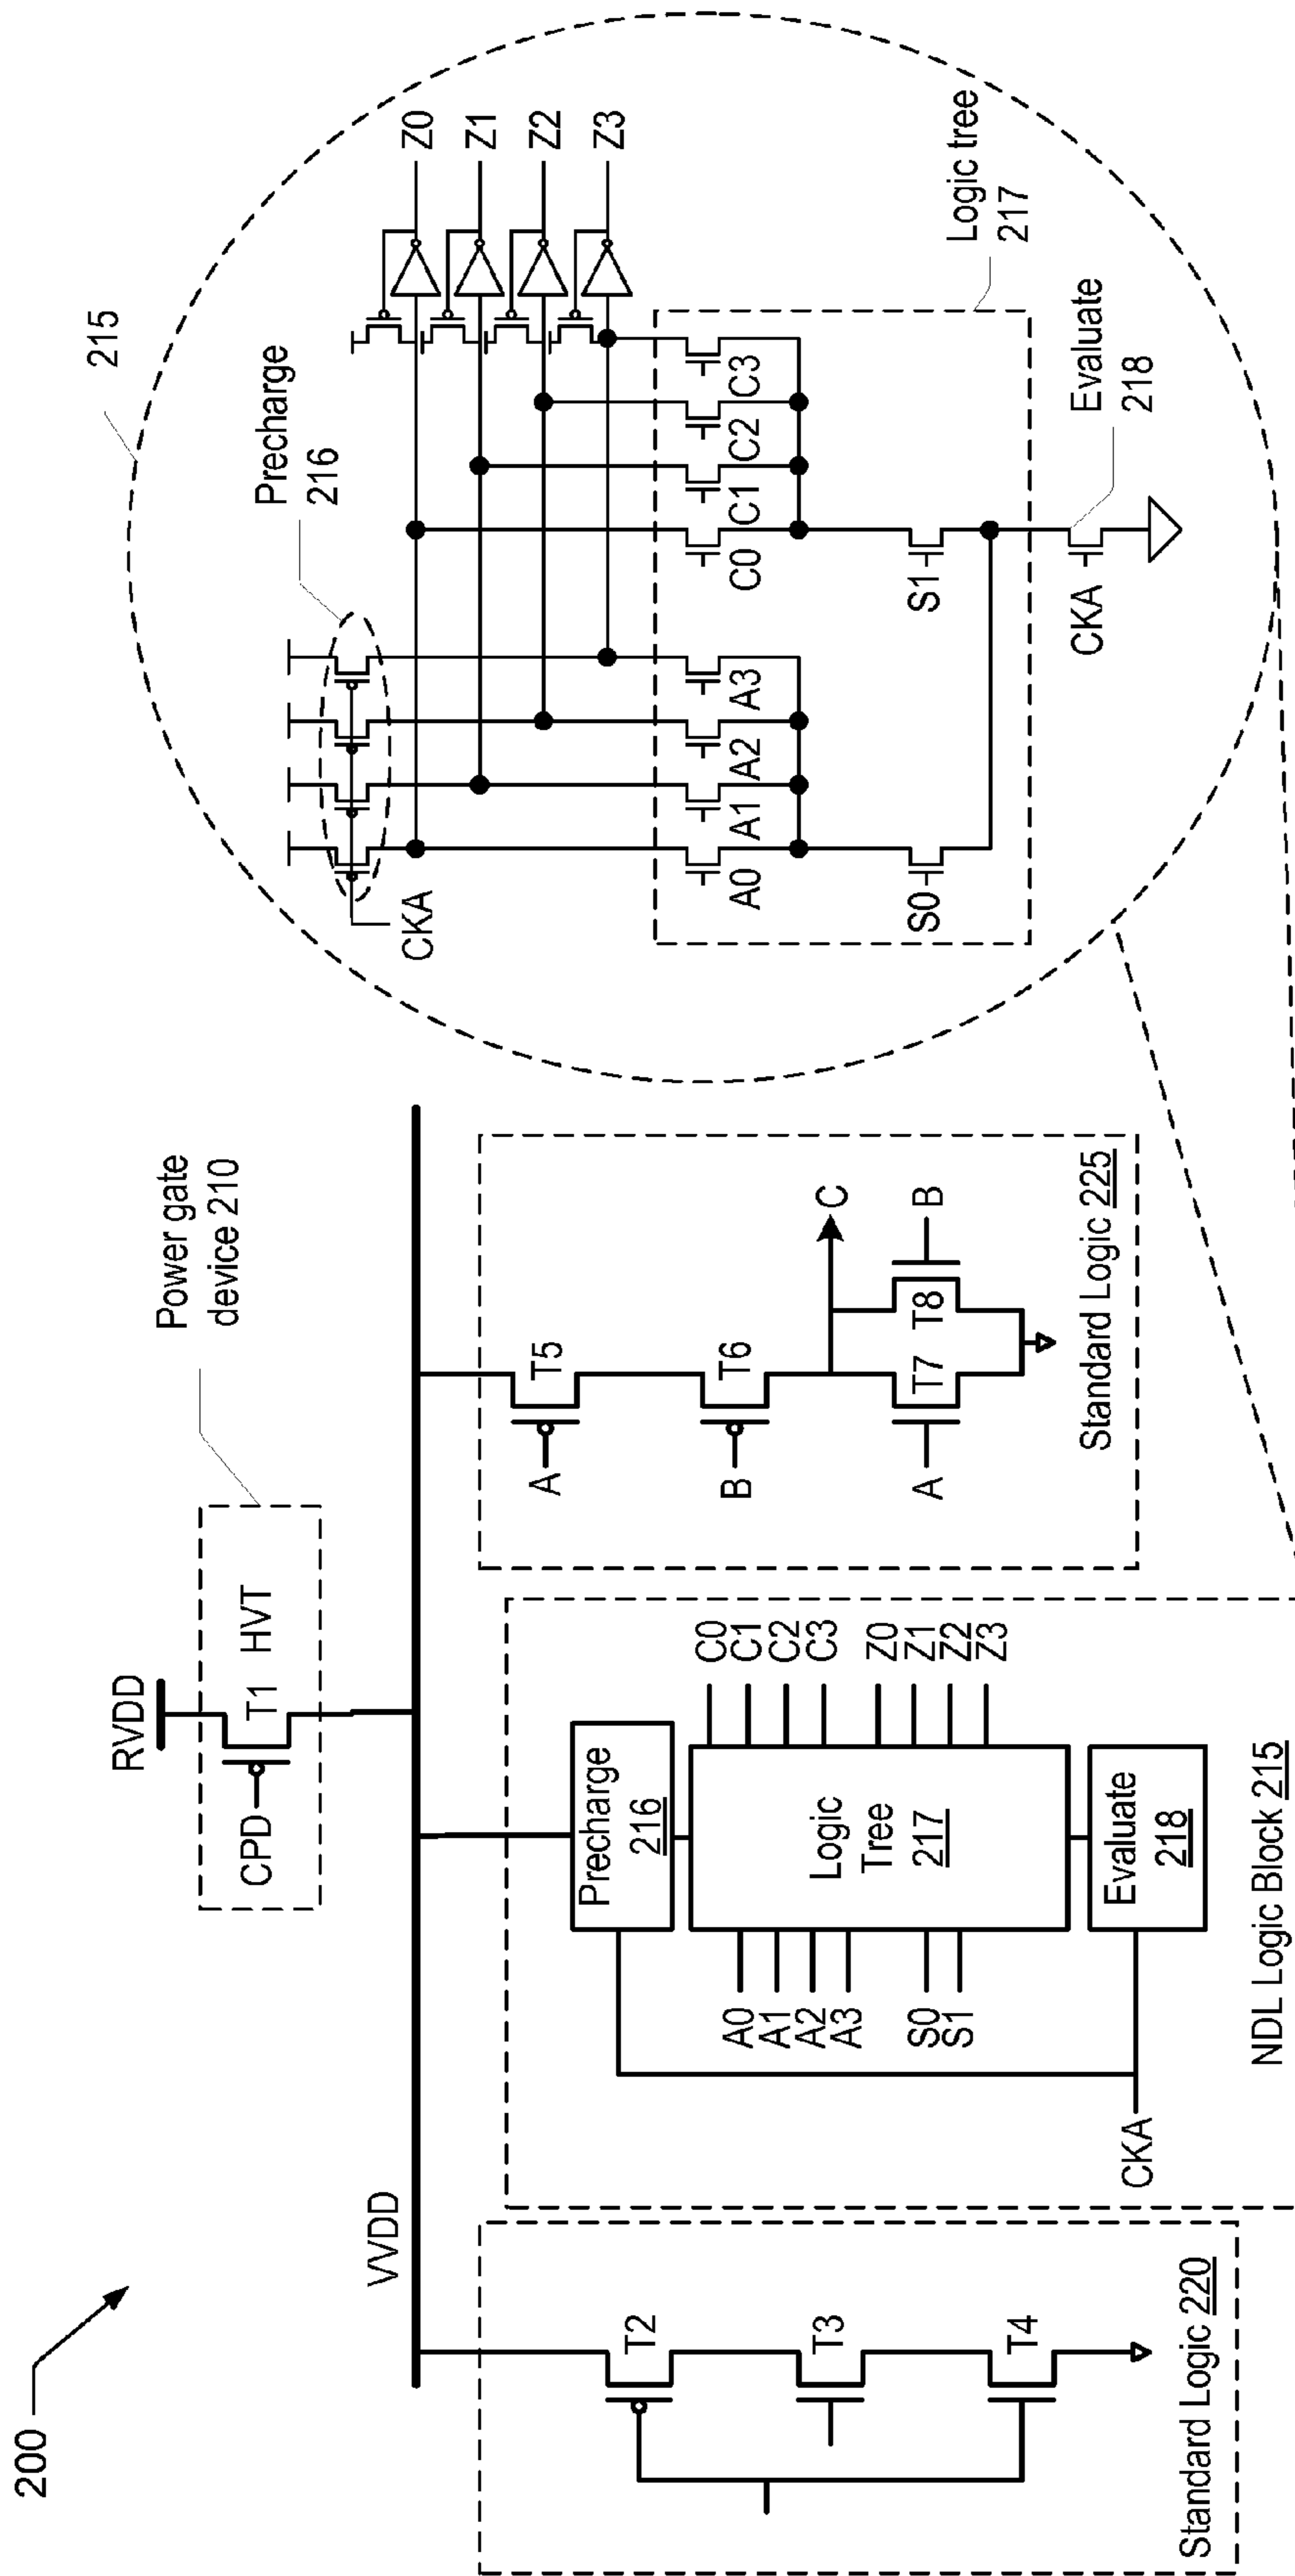 200
RVDD
CPD
T1 HVT
Power gate
device 210
VVDD
T2
T3
T4
Standard Logic 220
Precharge
216
Logic
Tree
217
Evaluate
218
A0
A1
A2
A3
S0
S1
C0
C1
C2
C3
Z0
Z1
Z2
Z3
CKA
NDL Logic Block 215
A
T5
B
T6
C
A
T7
T8
B
Standard Logic 225
215
Precharge
216
CKA
Z0
Z1
Z2
Z3
A0
A1
A2
A3
C0
C1
C2
C3
S0
S1
Logic tree
217
CKA
Evaluate
218